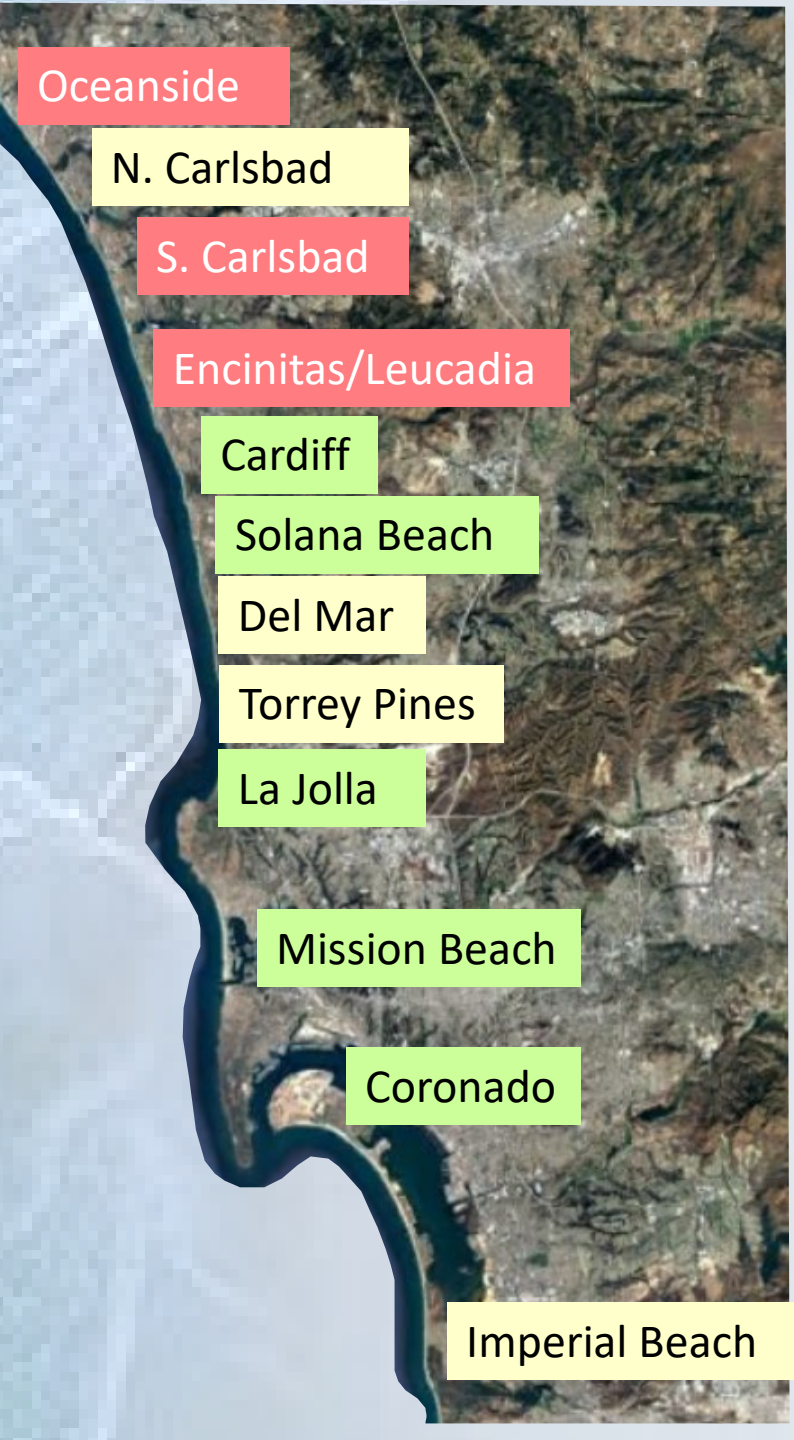 Oceanside
N. Carlsbad
S. Carlsbad
Encinitas/Leucadia
Cardiff
Solana Beach
Del Mar
Torrey Pines
La Jolla
Mission Beach
Coronado
Imperial Beach